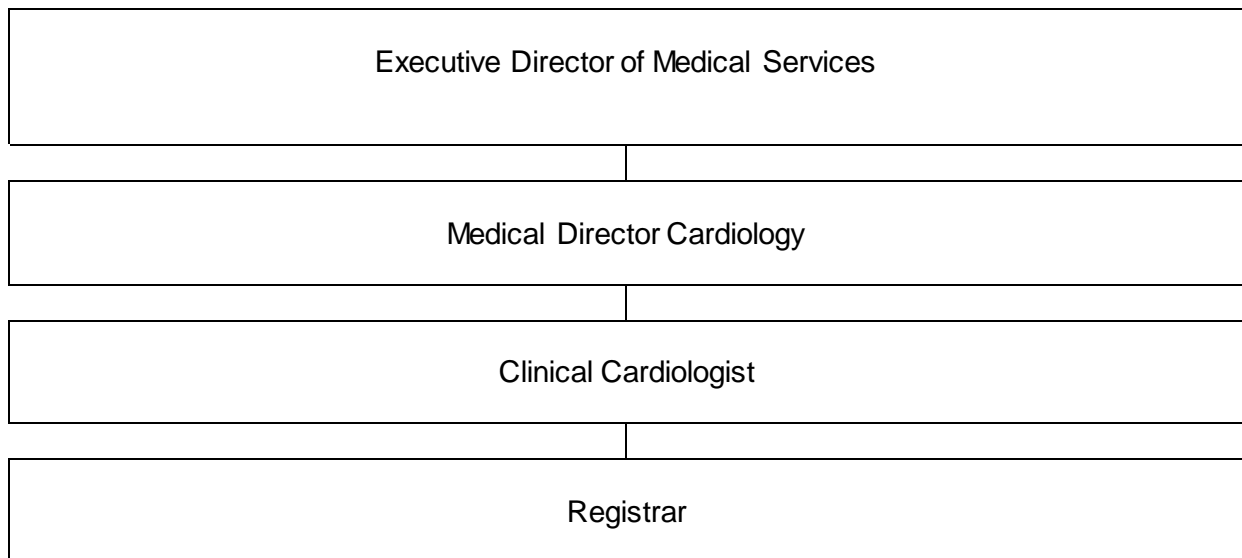 Executive Director of Medical Services
Medical Director Cardiology
Clinical Cardiologist
Registrar